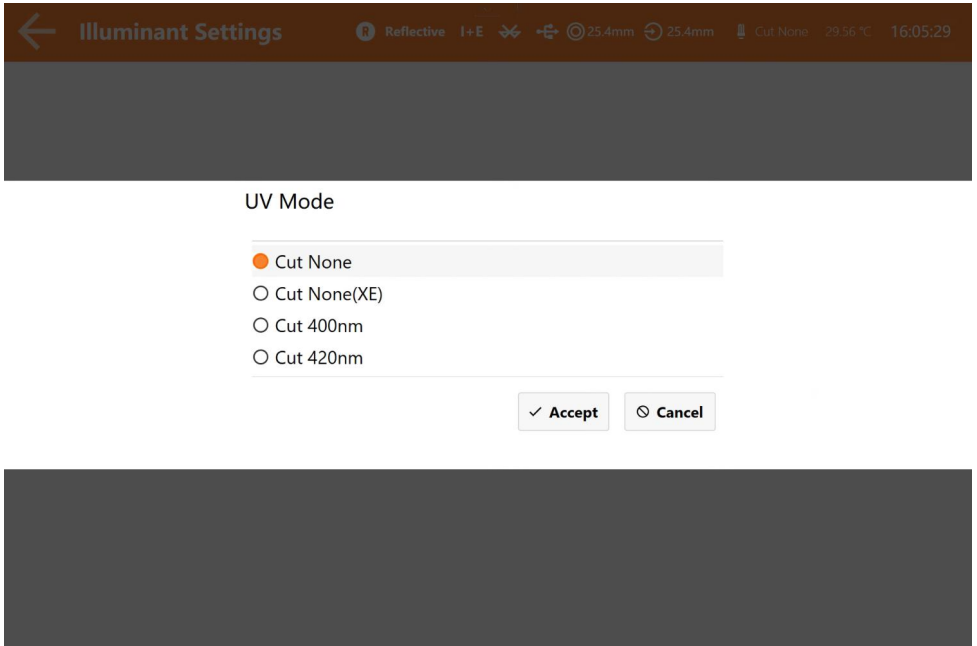 Illuminant Settings R Reflective I+E 25.4mm 25.4mm Cut None 29.56 ℃ 16:05:29
UV Mode
Cut None
Cut None(XE)
Cut 400nm
Cut 420nm
Accept Cancel